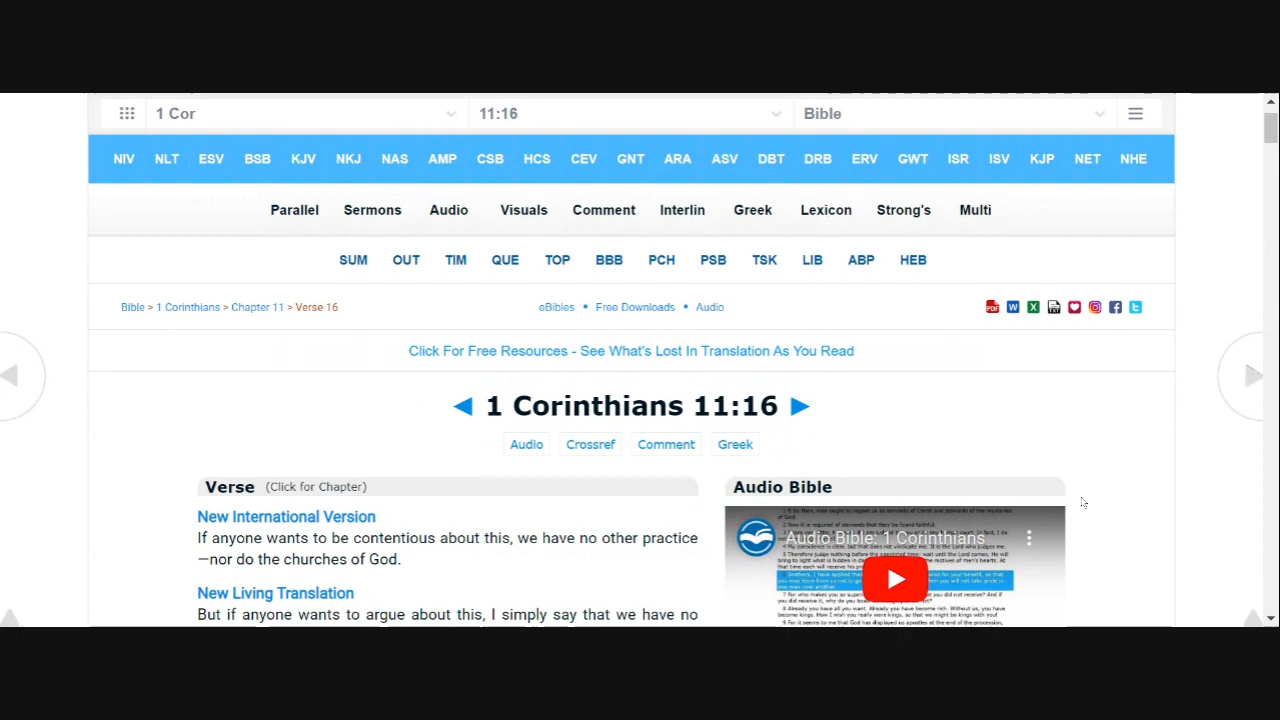 1 Cor 11:16 Bible
NIV NLT ESV BSB KJV NKJ NAS AMP CSB HCS CEV GNT ARA ASV DBT DRB ERV GWT ISR ISV KJP NET NHE
Parallel Sermons Audio Visuals Comment Interlin Greek Lexicon Strong's Multi
SUM OUT TIM QUE TOP BBB PCH PSB TSK LIB ABP HEB
Bible > 1 Corinthians > Chapter 11 > Verse 16
eBibles • Free Downloads • Audio
PDF W X TXT
Click For Free Resources - See What's Lost In Translation As You Read
◄ 1 Corinthians 11:16 ►
Audio Crossref Comment Greek
Verse (Click for Chapter)
New International Version
If anyone wants to be contentious about this, we have no other practice
—nor do the churches of God.
New Living Translation
But if anyone wants to argue about this, I simply say that we have no
Audio Bible
Audio Bible: 1 Corinthians